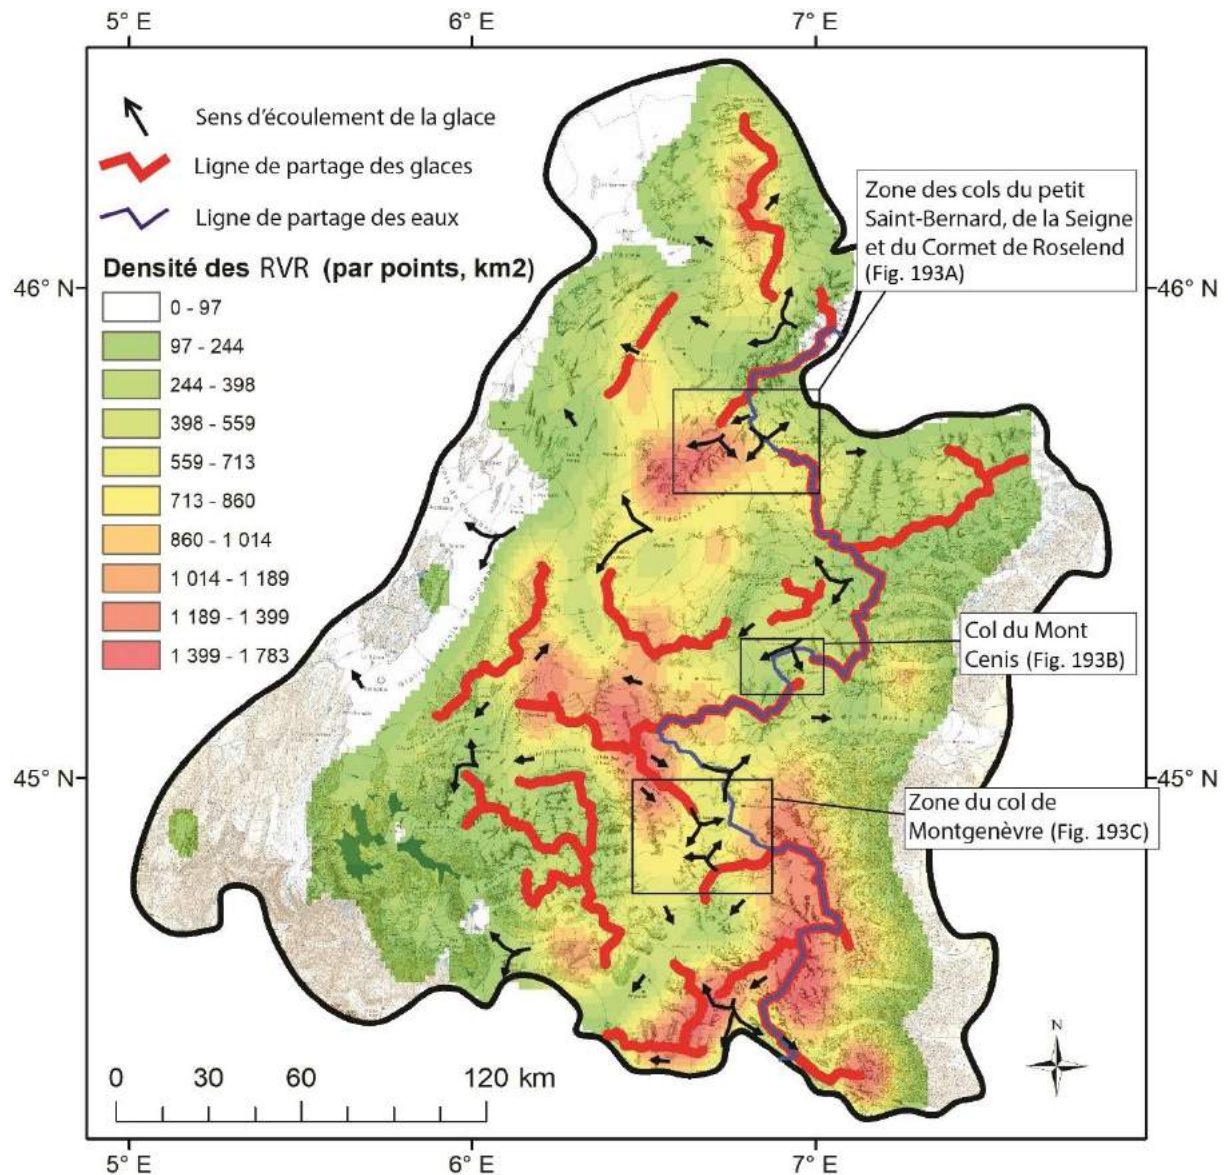 5° E
6° E
7° E
Sens d'écoulement de la glace
Ligne de partage des glaces
Ligne de partage des eaux
Densité des RVR (par points, km2)
0 - 97
97 - 244
244 - 398
398 - 559
559 - 713
713 - 860
860 - 1 014
1 014 - 1 189
1 189 - 1 399
1 399 - 1 783
Zone des cols du petit
Saint-Bernard, de la Seigne
et du Cormet de Roselend
(Fig. 193A)
46° N
46° N
Col du Mont
Cenis (Fig. 193B)
45° N
45° N
Zone du col de
Montgenèvre (Fig. 193C)
N
0
30
60
120 km
5° E
6° E
7° E